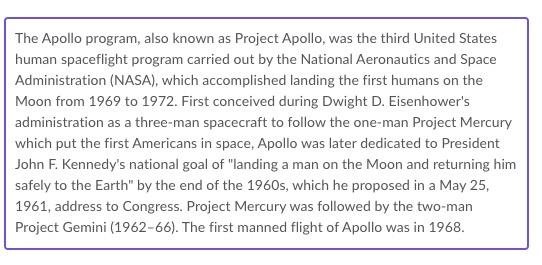 The Apollo program, also known as Project Apollo, was the third United States
human spaceflight program carried out by the National Aeronautics and Space
Administration (NASA), which accomplished landing the first humans on the
Moon from 1969 to 1972. First conceived during Dwight D. Eisenhower's
administration as a three-man spacecraft to follow the one-man Project Mercury
which put the first Americans in space, Apollo was later dedicated to President
John F. Kennedy's national goal of "landing a man on the Moon and returning him
safely to the Earth" by the end of the 1960s, which he proposed in a May 25,
1961, address to Congress. Project Mercury was followed by the two-man
Project Gemini (1962–66). The first manned flight of Apollo was in 1968.